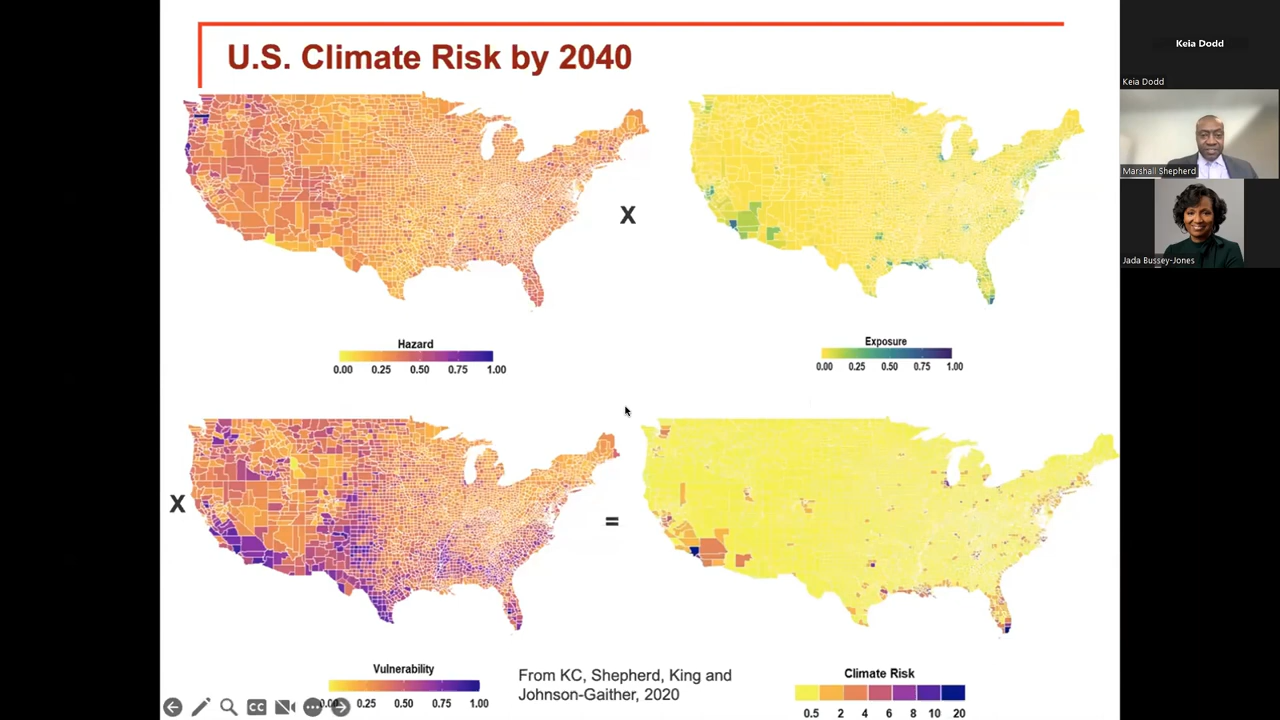 U.S. Climate Risk by 2040
X
Hazard
0.00 0.25 0.50 0.75 1.00
Exposure
0.00 0.25 0.50 0.75 1.00
X
=
Vulnerability
0.00 0.25 0.50 0.75 1.00
From KC, Shepherd, King and
Johnson-Gaither, 2020
Climate Risk
0.5 2 4 6 8 10 20
CC
Keia Dodd
Keia Dodd
Marshall Shepherd
Jada Bussey-Jones